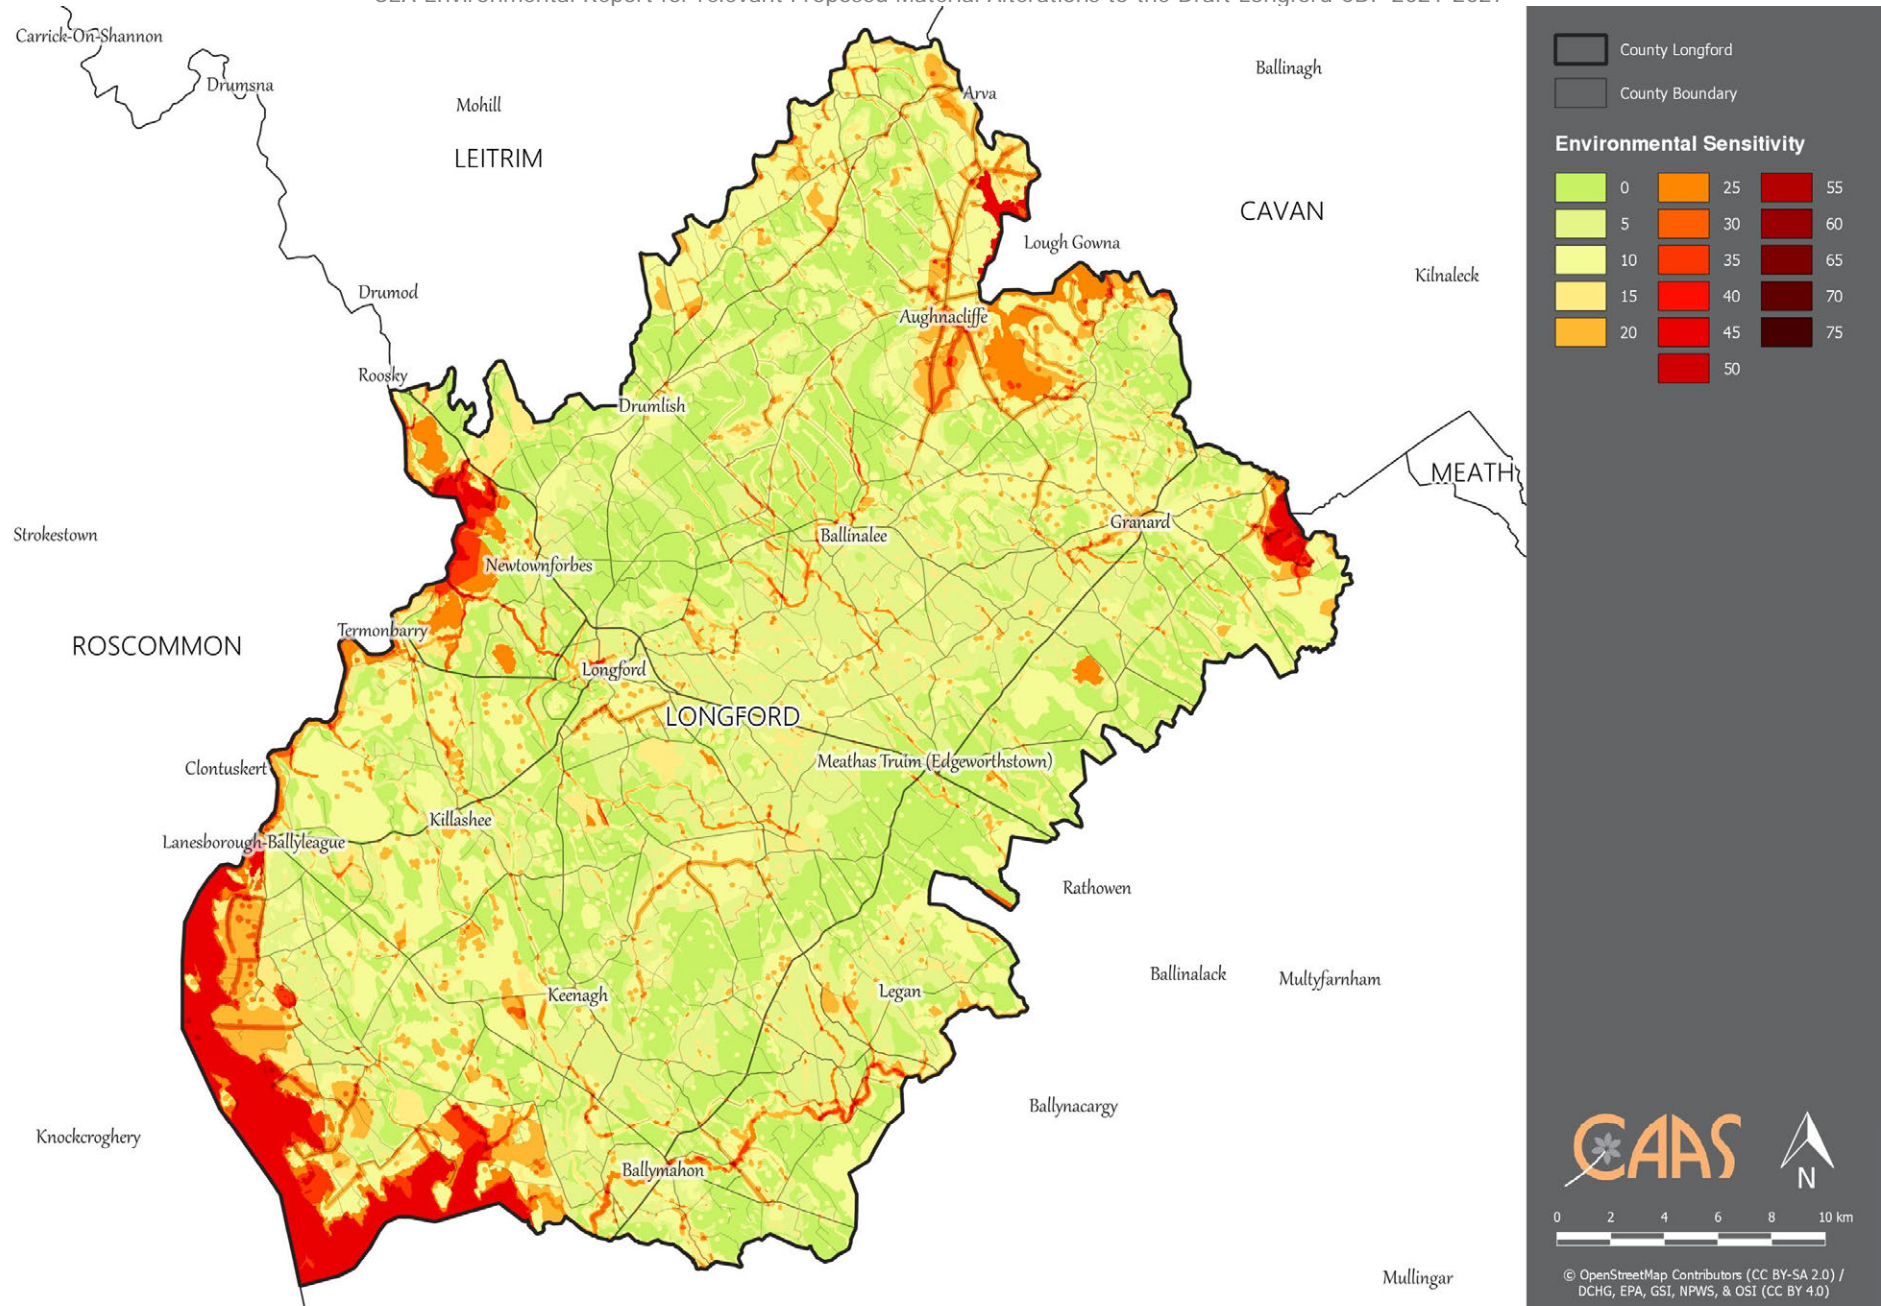 Carrick-On-Shannon
Drumsna
Mohill
LEITRIM
Arva
Ballinagh
CAVAN
Lough Gowna
Kilnaleck
Drumod
Aughnacliffe
Roosky
Drumlish
MEATH
Strokestown
Ballinalee
Granard
Newtownforbes
Termonbarry
ROSCOMMON
Longford
LONGFORD
Clontuskert
Meathas Truim (Edgeworthstown)
Killashee
Lanesborough-Ballyleague
Rathowen
Ballinalack
Multyfarnham
Keenagh
Legan
Ballynacargy
Knockcroghery
Ballymahon
Mullingar
County Longford
County Boundary
Environmental Sensitivity
0
5
10
15
20
25
30
35
40
45
50
55
60
65
70
75
CAAS
N
0 2 4 6 8 10 km
© OpenStreetMap Contributors (CC BY-SA 2.0) /
DCHG, EPA, GSI, NPWS, & OSI (CC BY 4.0)